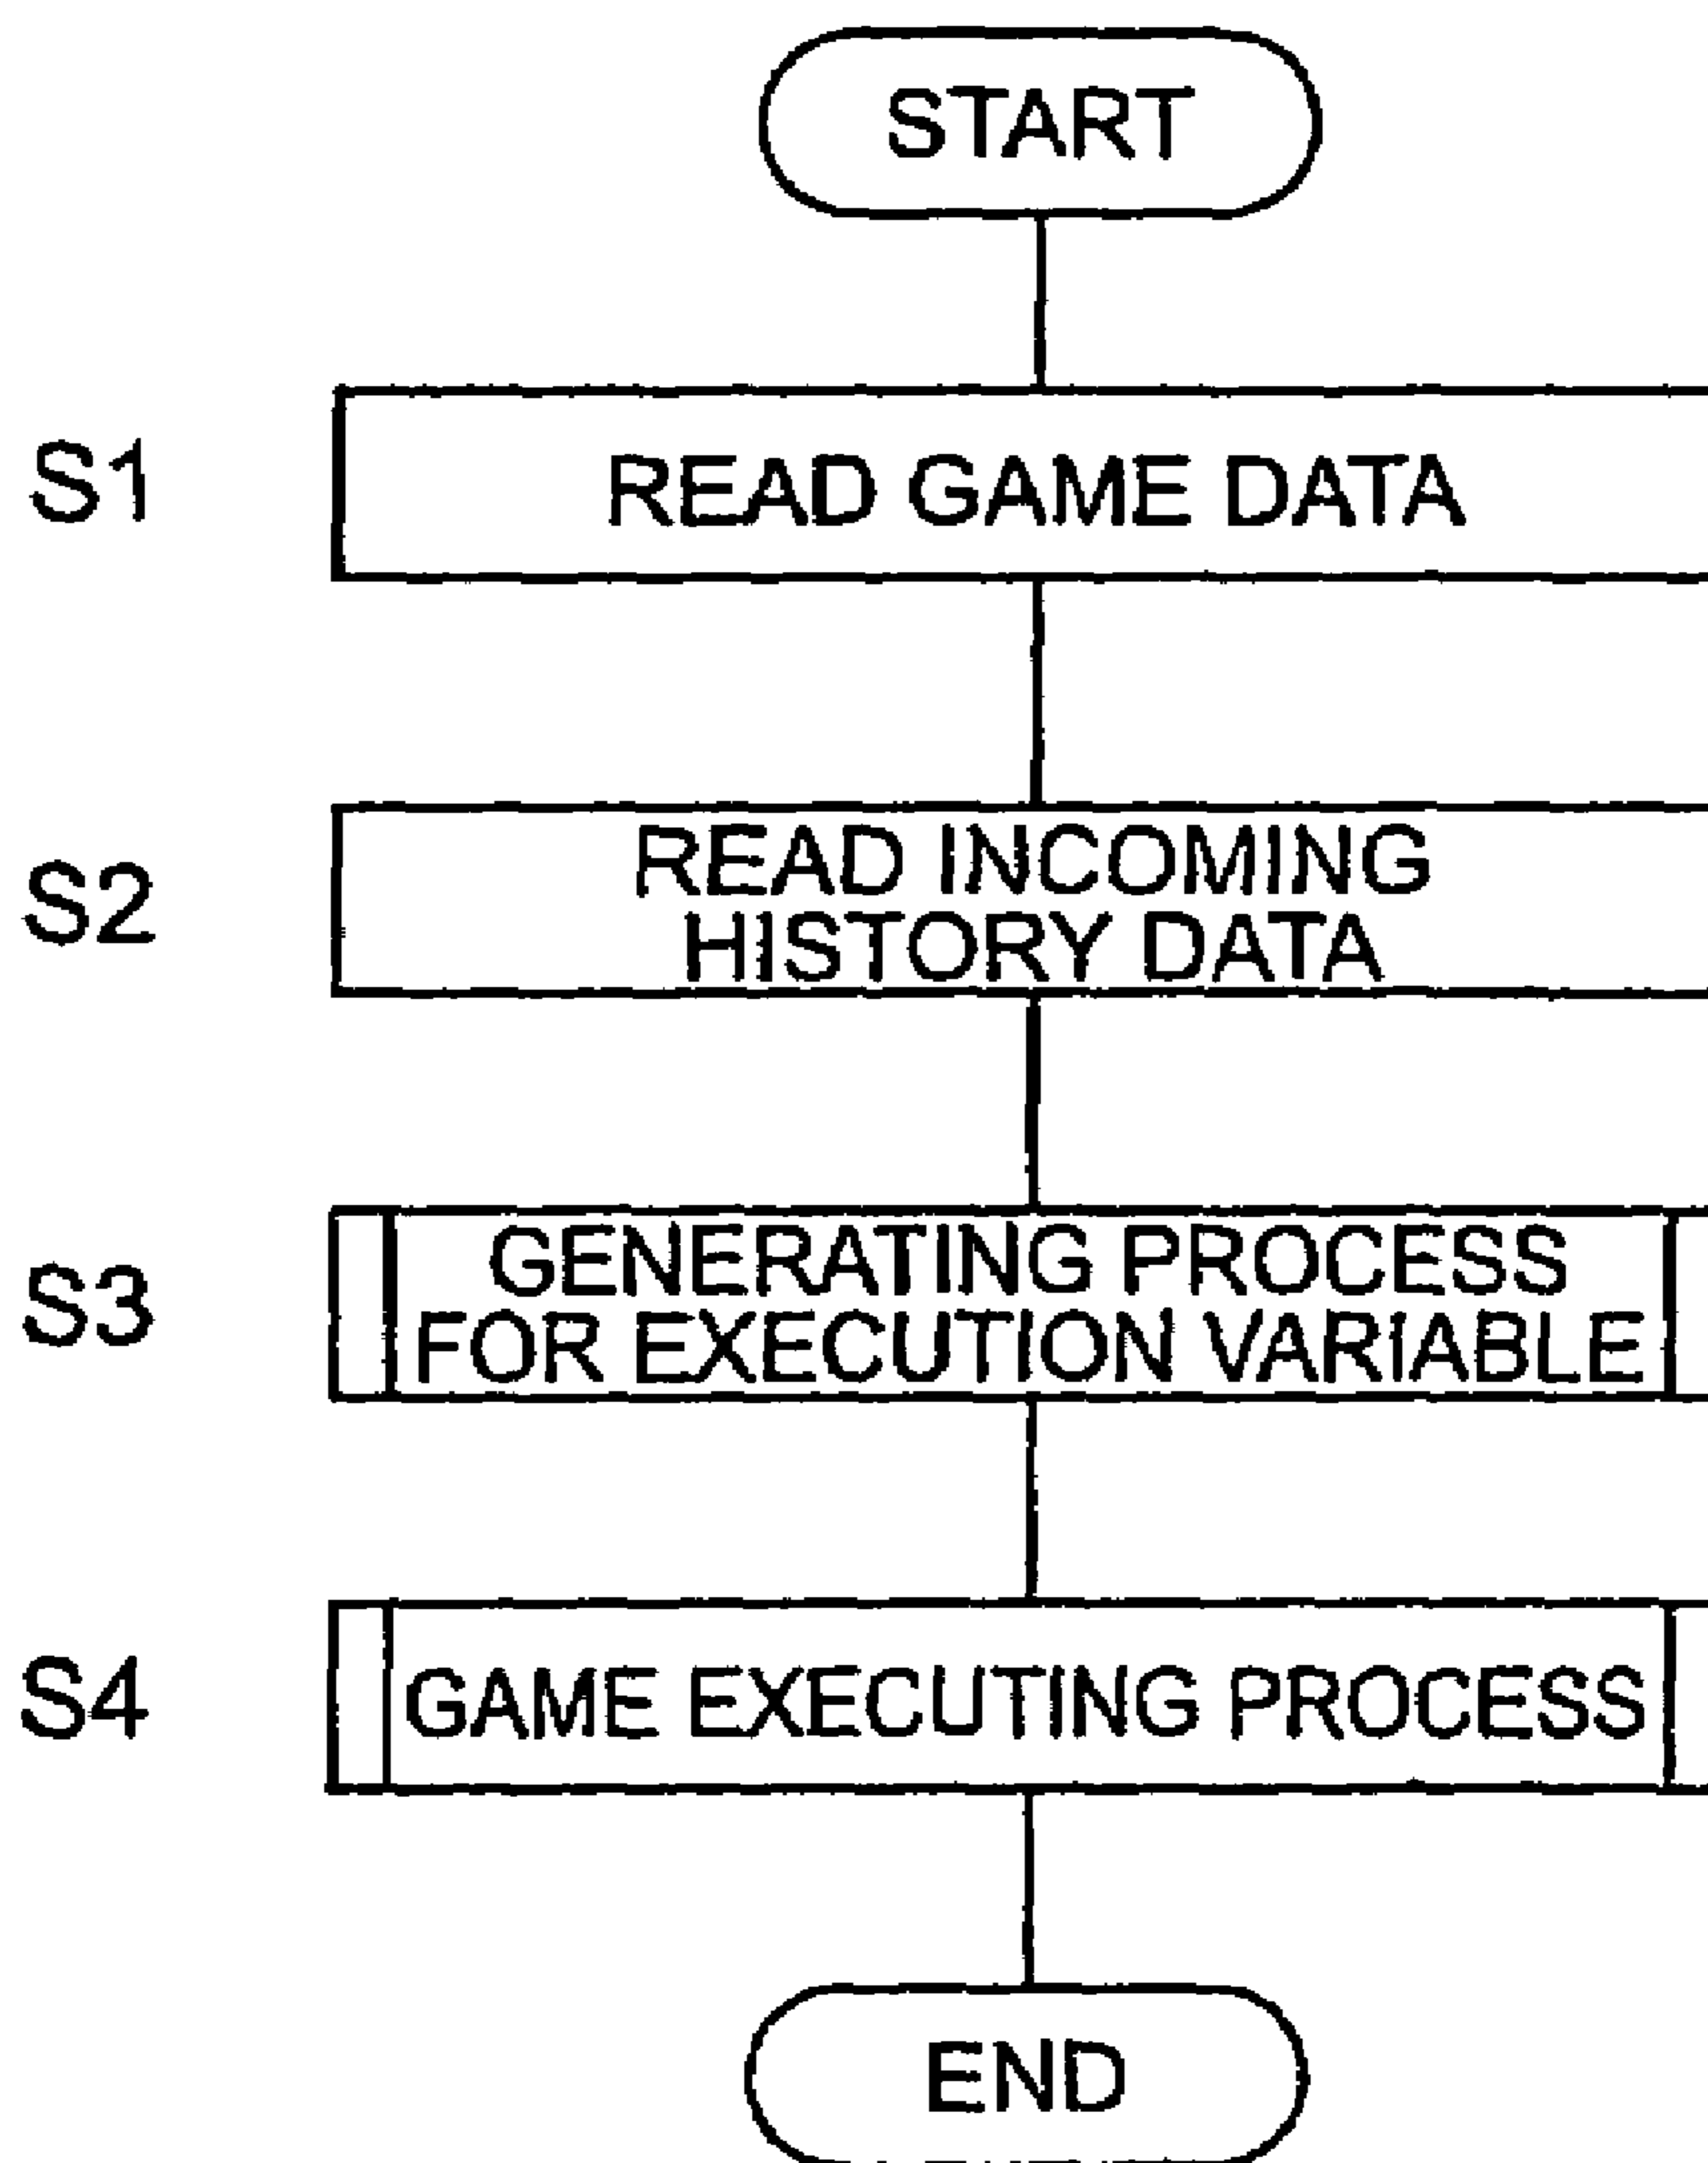 START
S1
READ GAME DATA
S2
READ INCOMING
HISTORY DATA
S3
GENERATING PROCESS
FOR EXECUTION VARIABLE
S4
GAME EXECUTING PROCESS
END